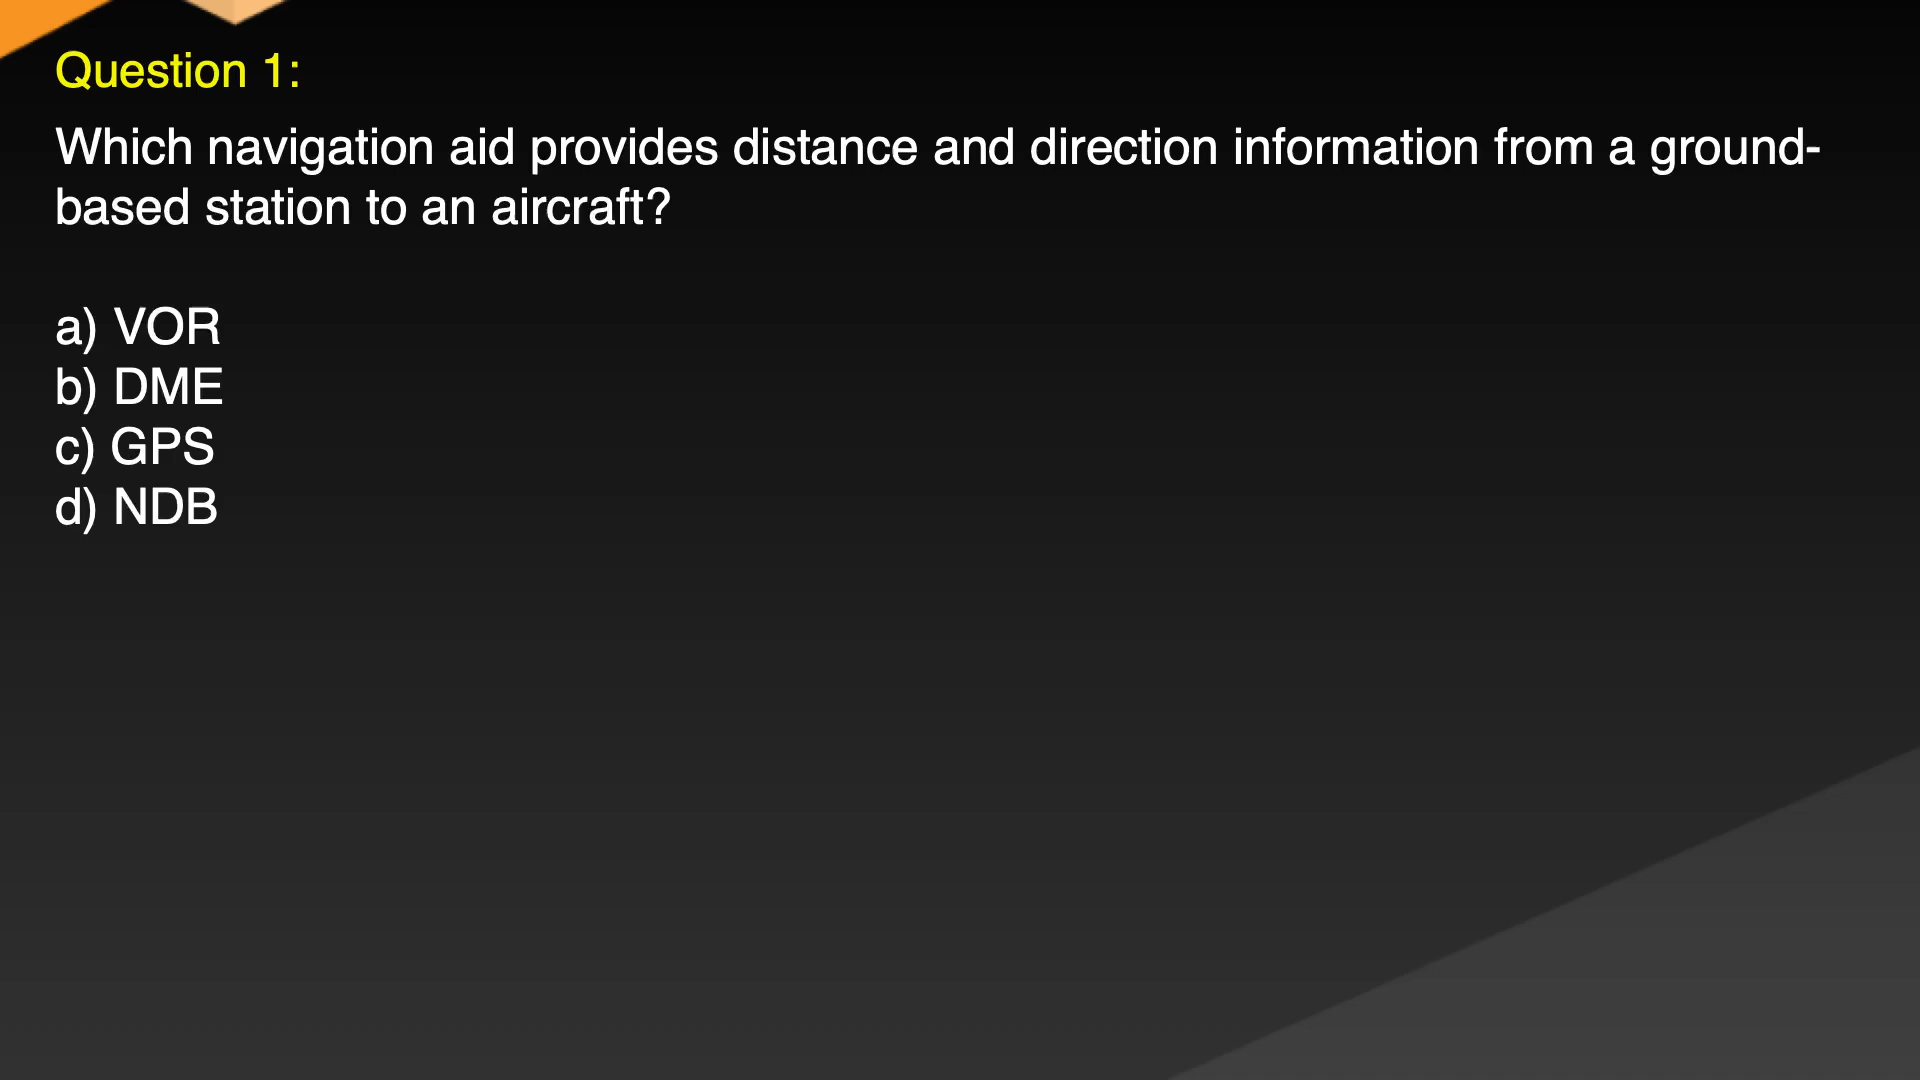 Question 1:
Which navigation aid provides distance and direction information from a ground-
based station to an aircraft?
a) VOR
b) DME
c) GPS
d) NDB